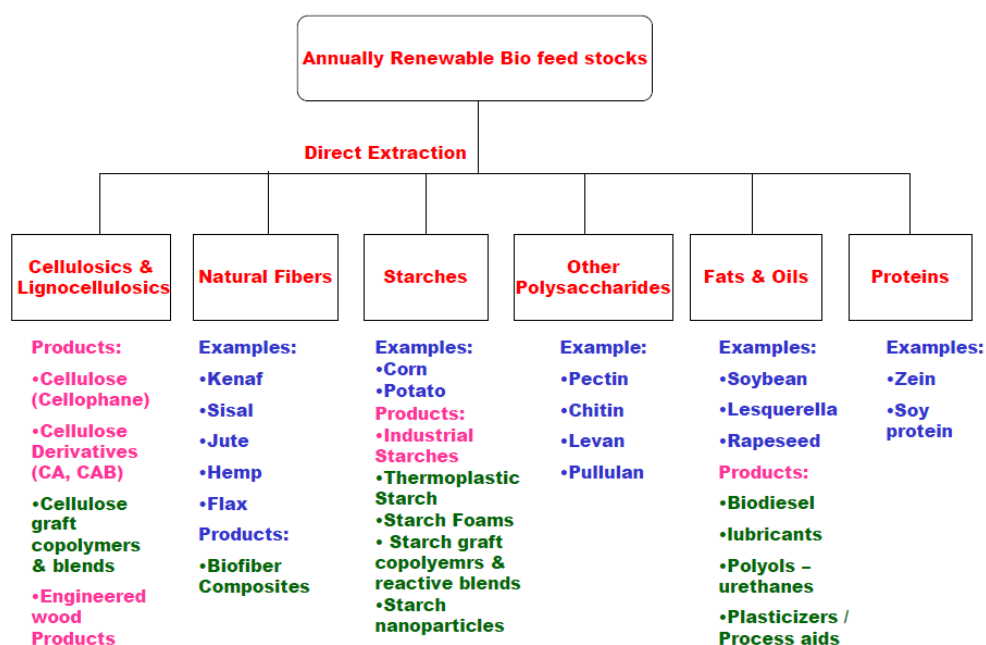 Annually Renewable Bio feed stocks
Direct Extraction
Cellulosics &
Lignocellulosics
Products:
•Cellulose
(Cellophane)
•Cellulose
Derivatives
(CA, CAB)
•Cellulose
graft
copolymers
& blends
•Engineered
wood
Products
Natural Fibers
Examples:
•Kenaf
•Sisal
•Jute
•Hemp
•Flax
Products:
•Biofiber
Composites
Starches
Examples:
•Corn
•Potato
Products:
•Industrial
Starches
•Thermoplastic
Starch
•Starch Foams
• Starch graft
copolyemrs &
reactive blends
•Starch
nanoparticles
Other
Polysaccharides
Example:
•Pectin
•Chitin
•Levan
•Pullulan
Fats & Oils
Examples:
•Soybean
•Lesquerella
•Rapeseed
Products:
•Biodiesel
•lubricants
•Polyols –
urethanes
•Plasticizers /
Process aids
Proteins
Examples:
•Zein
•Soy
protein